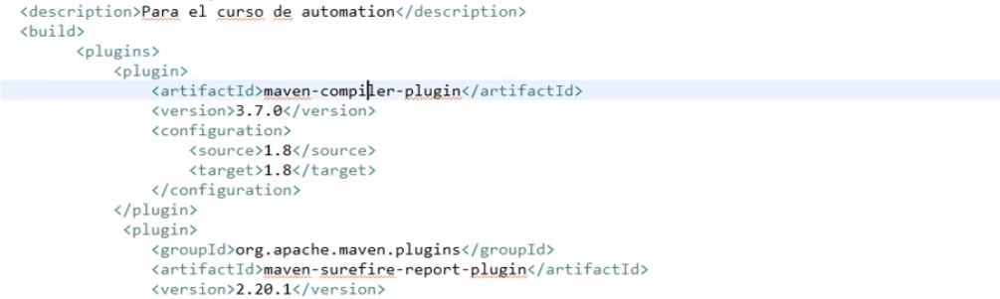 <description>Para el curso de automation</description>
<build>
<plugins>
<plugin>
<artifactId>maven-compiler-plugin</artifactId>
<version>3.7.0</version>
<configuration>
<source>1.8</source>
<target>1.8</target>
</configuration>
</plugin>
<plugin>
<groupId>org.apache.maven.plugins</groupId>
<artifactId>maven-surefire-report-plugin</artifactId>
<version>2.20.1</version>